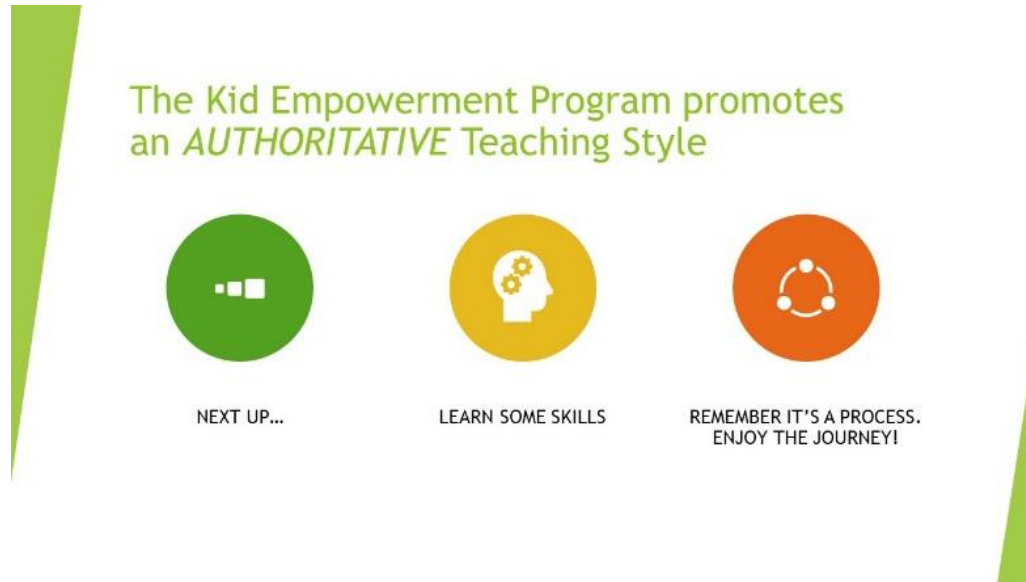 The Kid Empowerment Program promotes
an AUTHORITATIVE Teaching Style
NEXT UP…
LEARN SOME SKILLS
REMEMBER IT’S A PROCESS.
ENJOY THE JOURNEY!